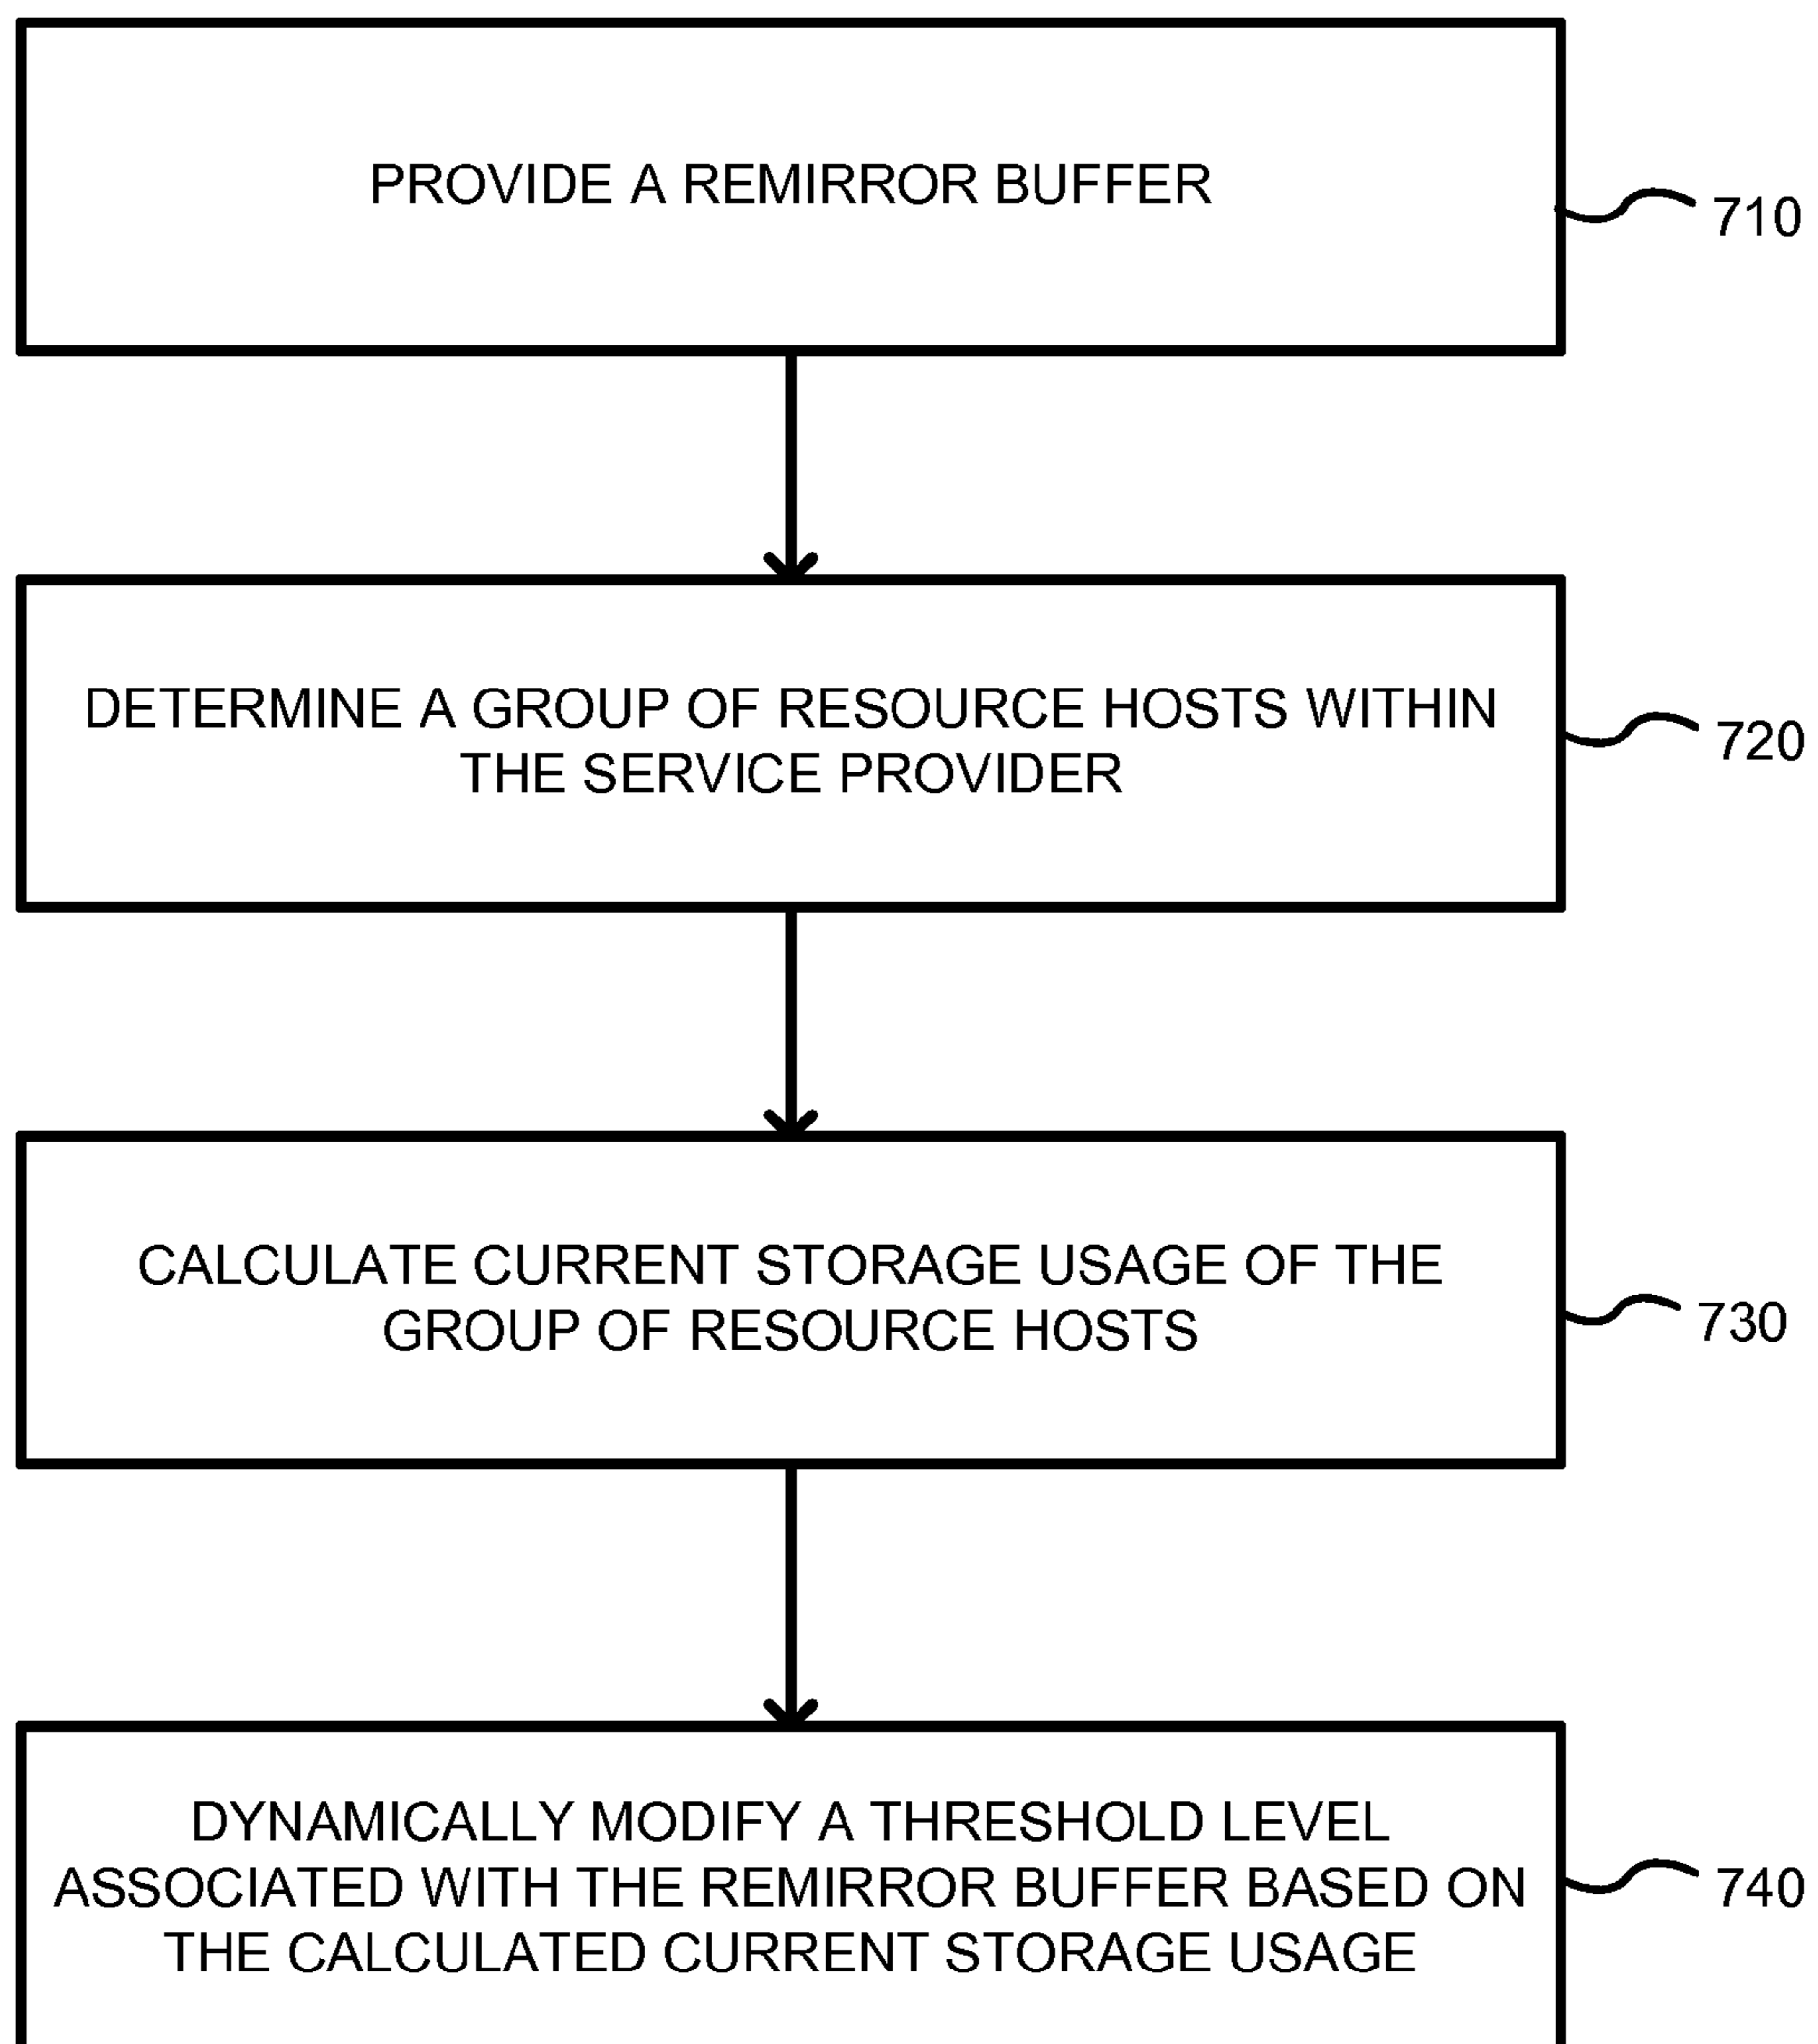 PROVIDE A REMIRROR BUFFER
710
DETERMINE A GROUP OF RESOURCE HOSTS WITHIN
THE SERVICE PROVIDER
720
CALCULATE CURRENT STORAGE USAGE OF THE
GROUP OF RESOURCE HOSTS
730
DYNAMICALLY MODIFY A THRESHOLD LEVEL
ASSOCIATED WITH THE REMIRROR BUFFER BASED ON
THE CALCULATED CURRENT STORAGE USAGE
740